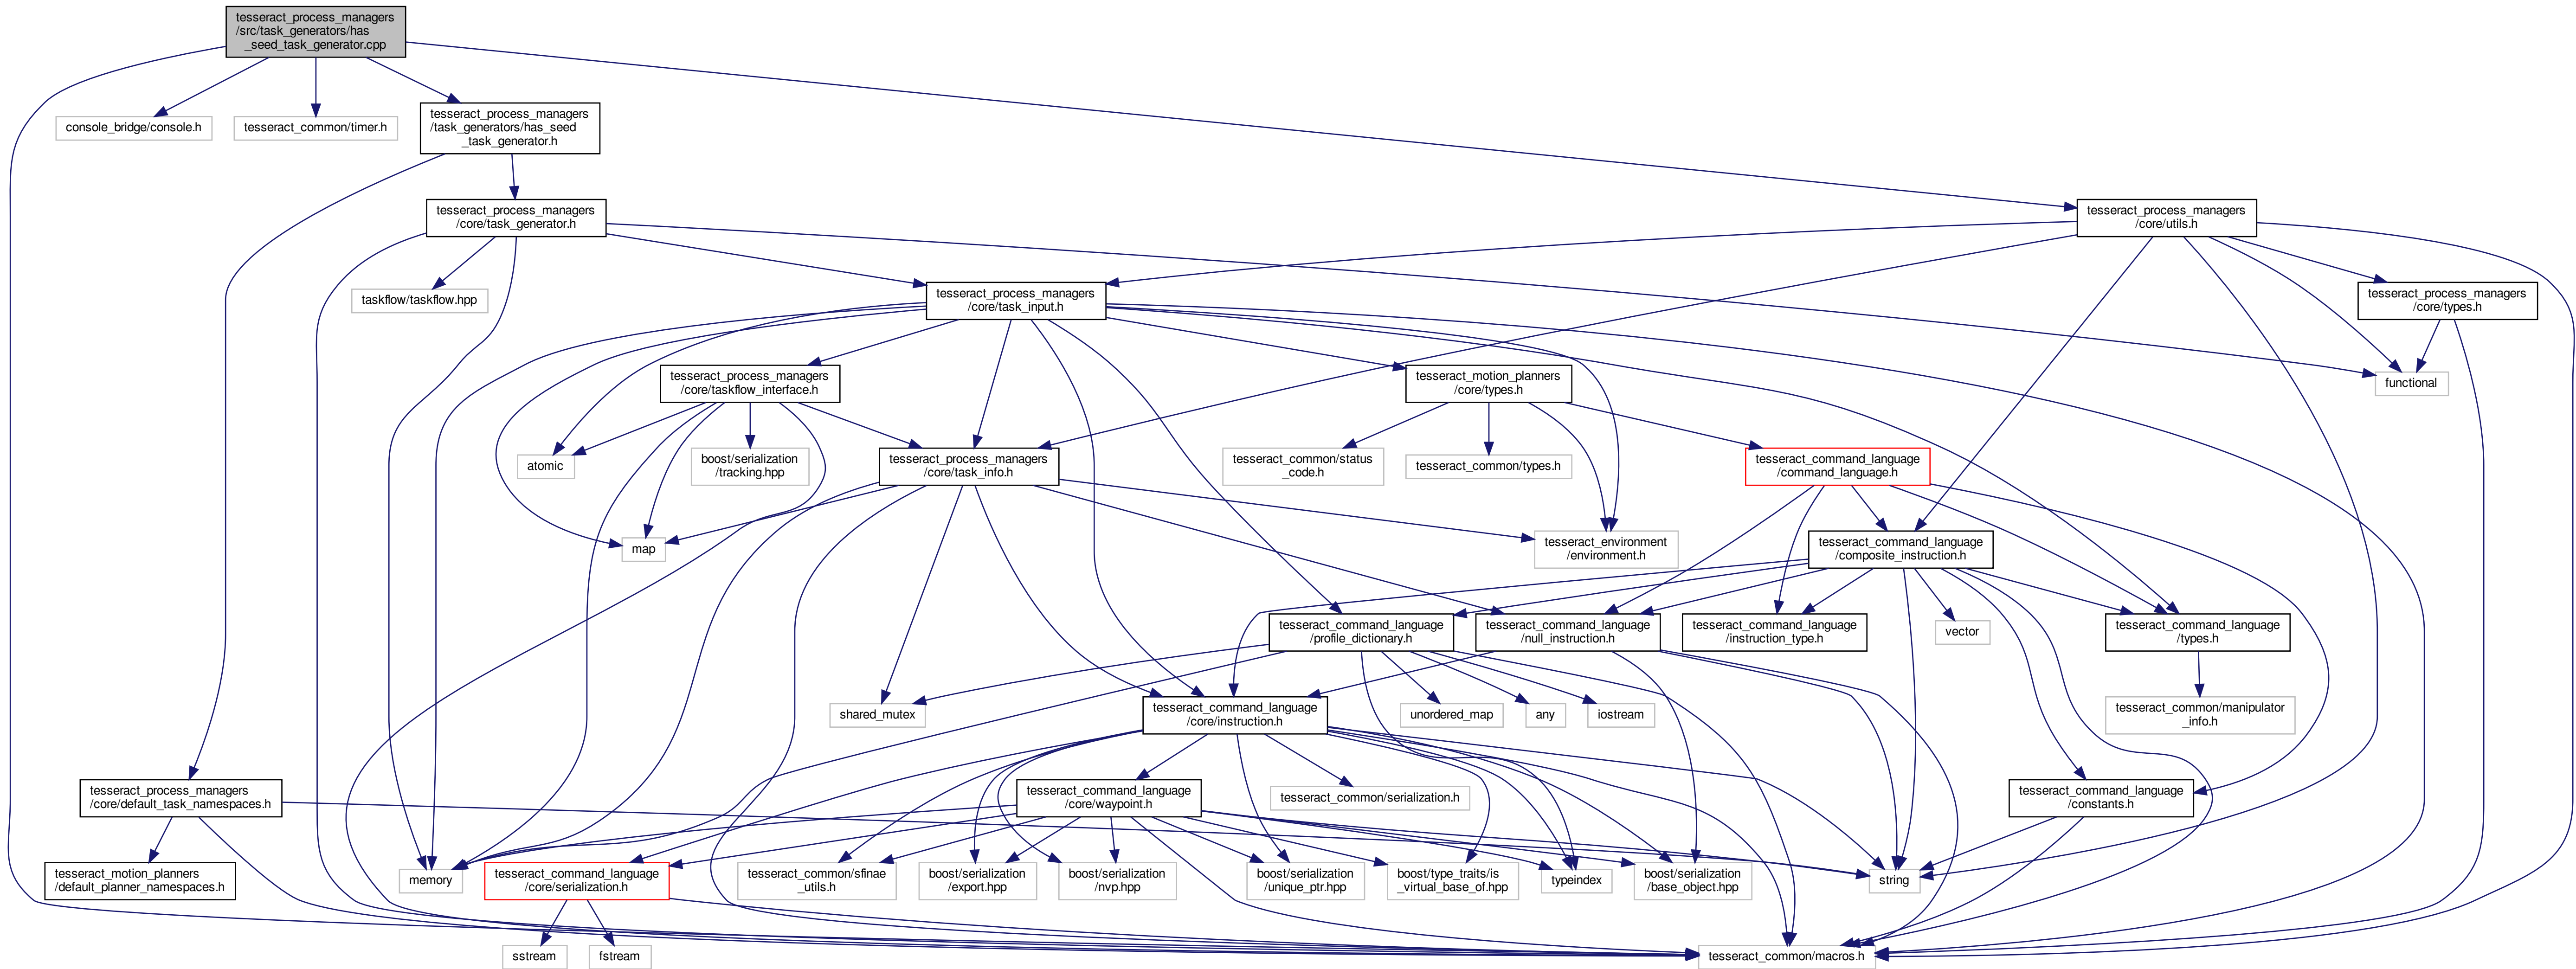 tesseract_process_managers
/src/task_generators/has
_seed_task_generator.cpp
console_bridge/console.h
tesseract_common/timer.h
tesseract_process_managers
/task_generators/has_seed
_task_generator.h
tesseract_process_managers
/core/task_generator.h
tesseract_process_managers
/core/utils.h
taskflow/taskflow.hpp
tesseract_process_managers
/core/task_input.h
tesseract_process_managers
/core/types.h
tesseract_process_managers
/core/taskflow_interface.h
tesseract_motion_planners
/core/types.h
functional
atomic
boost/serialization
/tracking.hpp
tesseract_process_managers
/core/task_info.h
tesseract_common/status
_code.h
tesseract_common/types.h
tesseract_command_language
/command_language.h
map
tesseract_environment
/environment.h
tesseract_command_language
/composite_instruction.h
tesseract_command_language
/profile_dictionary.h
tesseract_command_language
/null_instruction.h
tesseract_command_language
/instruction_type.h
vector
tesseract_command_language
/types.h
shared_mutex
tesseract_command_language
/core/instruction.h
unordered_map
any
iostream
tesseract_common/manipulator
_info.h
tesseract_process_managers
/core/default_task_namespaces.h
tesseract_command_language
/core/waypoint.h
tesseract_common/serialization.h
tesseract_command_language
/constants.h
tesseract_motion_planners
/default_planner_namespaces.h
memory
tesseract_command_language
/core/serialization.h
tesseract_common/sfinae
_utils.h
boost/serialization
/export.hpp
boost/serialization
/nvp.hpp
boost/serialization
/unique_ptr.hpp
boost/type_traits/is
_virtual_base_of.hpp
typeindex
boost/serialization
/base_object.hpp
string
sstream
fstream
tesseract_common/macros.h